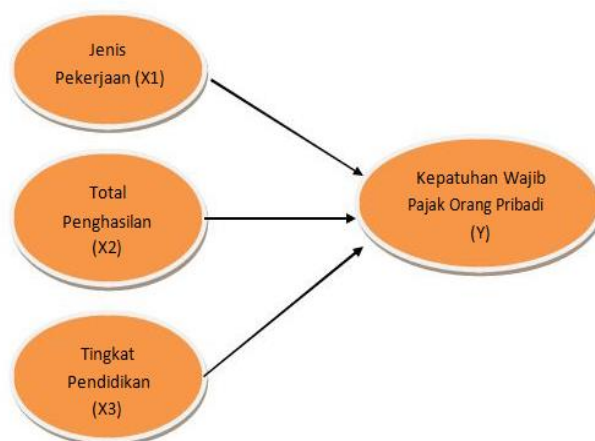 Jenis
Pekerjaan (X1)
Total
Penghasilan
(X2)
Tingkat
Pendidikan
(X3)
Kepatuhan Wajib
Pajak Orang Pribadi
(Y)